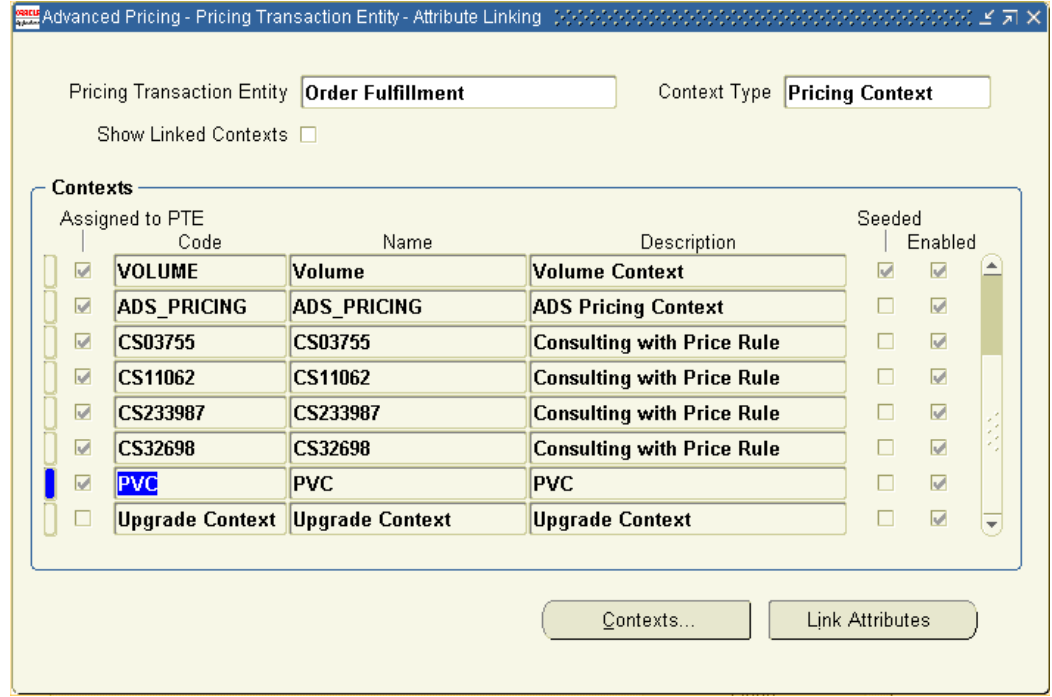 ORACLE Advanced Pricing - Pricing Transaction Entity - Attribute Linking
Pricing Transaction Entity Order Fulfillment Context Type Pricing Context
Show Linked Contexts
Contexts
Assigned to PTE Seeded
Code Name Description Enabled
VOLUME Volume Volume Context
ADS_PRICING ADS_PRICING ADS Pricing Context
CS03755 CS03755 Consulting with Price Rule
CS11062 CS11062 Consulting with Price Rule
CS233987 CS233987 Consulting with Price Rule
CS32698 CS32698 Consulting with Price Rule
PVC PVC PVC
Upgrade Context Upgrade Context Upgrade Context
Contexts... Link Attributes